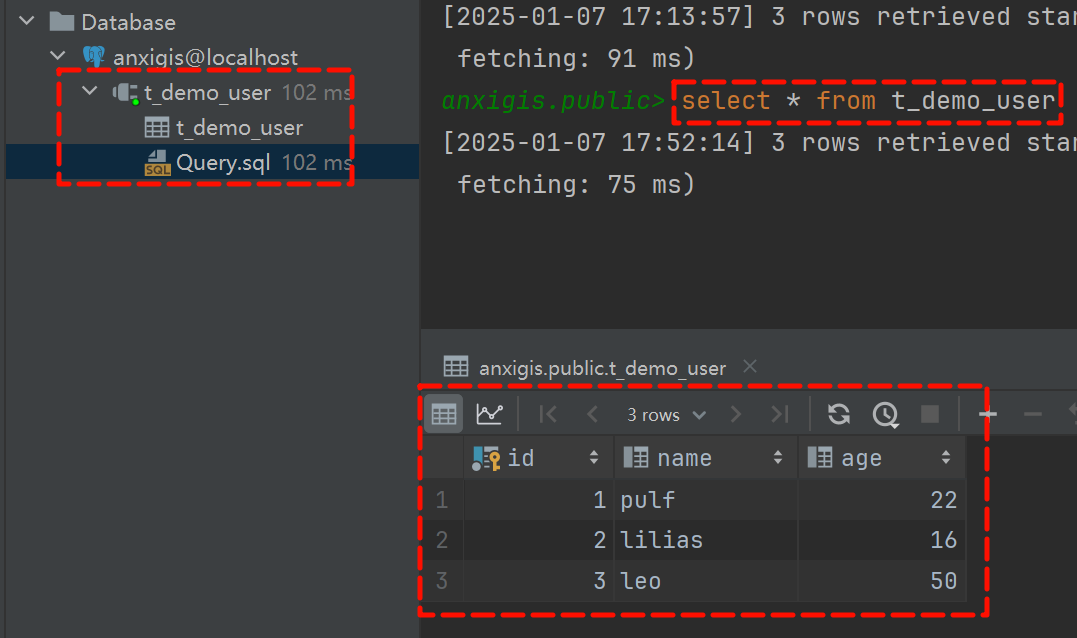 Database
anxigis@localhost
t_demo_user 102 ms
t_demo_user
Query.sql 102 ms
SQL
[2025-01-07 17:13:57] 3 rows retrieved
fetching: 91 ms)
anxigis.public> select * from t_demo_user
[2025-01-07 17:52:14] 3 rows retrieved
fetching: 75 ms)
anxigis.public.t_demo_user
3 rows
id name age
1 1 pulf 22
2 2 lilias 16
3 3 leo 50